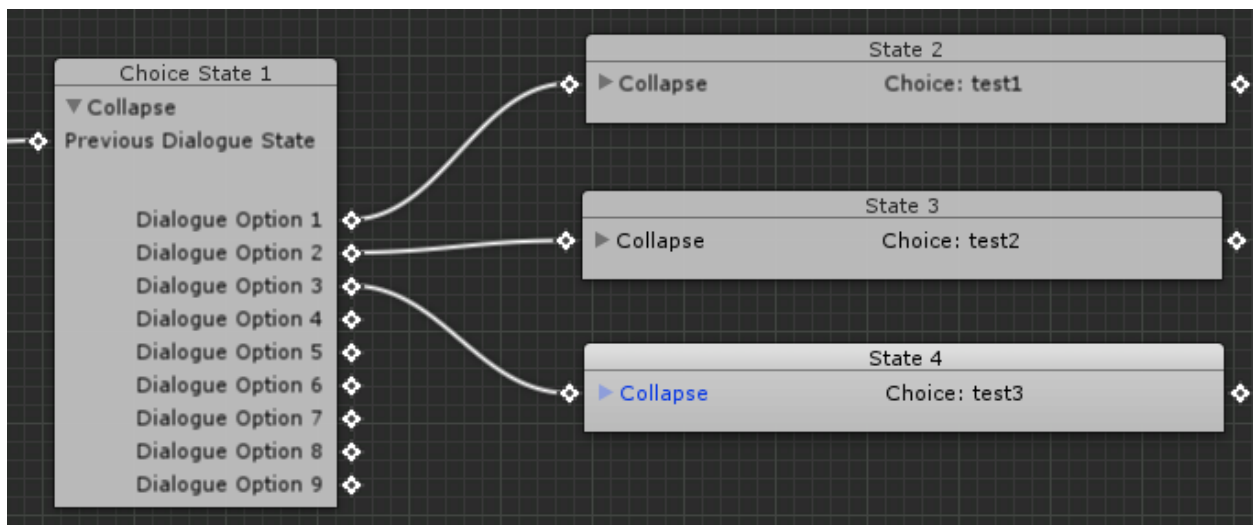 Choice State 1
Collapse
Previous Dialogue State
Dialogue Option 1
Dialogue Option 2
Dialogue Option 3
Dialogue Option 4
Dialogue Option 5
Dialogue Option 6
Dialogue Option 7
Dialogue Option 8
Dialogue Option 9
State 2
Collapse Choice: test1
State 3
Collapse Choice: test2
State 4
Collapse Choice: test3